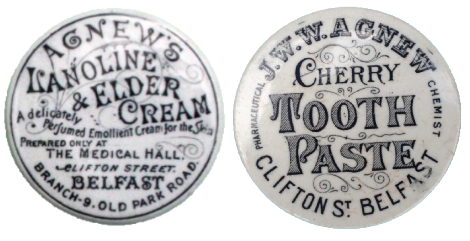 AGNEW'S
LANOLINE
& ELDER
CREAM
A delicately
Perfumed Emollient Cream for the Skin
PREPARED ONLY AT
THE MEDICAL HALL,
CLIFTON STREET.
BELFAST
BRANCH-9. OLD PARK ROAD
J.W.W.AGNEW
PHARMACEUTICAL CHEMIST
CHERRY
TOOTH
PASTE
CLIFTON ST BELFAST